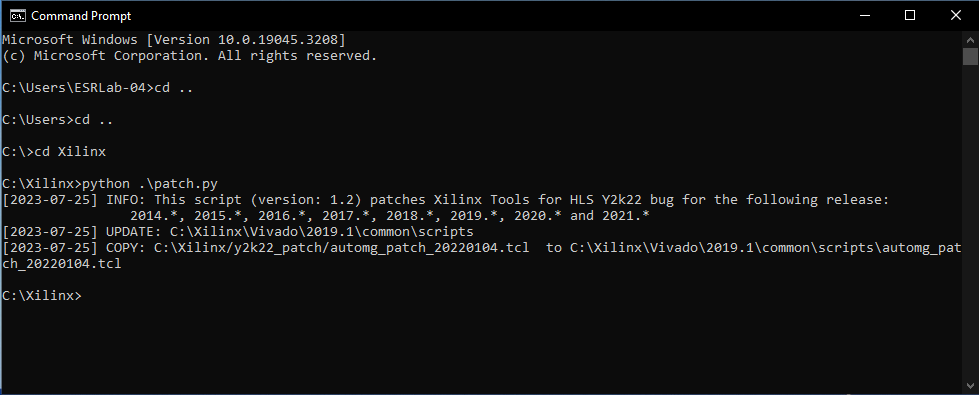 Command Prompt
Microsoft Windows [Version 10.0.19045.3208]
(c) Microsoft Corporation. All rights reserved.
C:\Users\ESRLab-04>cd ..
C:\Users>cd ..
C:\>cd Xilinx
C:\Xilinx>python .\patch.py
[2023-07-25] INFO: This script (version: 1.2) patches Xilinx Tools for HLS Y2k22 bug for the following release:
2014.*, 2015.*, 2016.*, 2017.*, 2018.*, 2019.*, 2020.* and 2021.*
[2023-07-25] UPDATE: C:\Xilinx\Vivado\2019.1\common\scripts
[2023-07-25] COPY: C:\Xilinx/y2k22_patch/automg_patch_20220104.tcl  to C:\Xilinx\Vivado\2019.1\common\scripts\automg_pat
ch_20220104.tcl
C:\Xilinx>